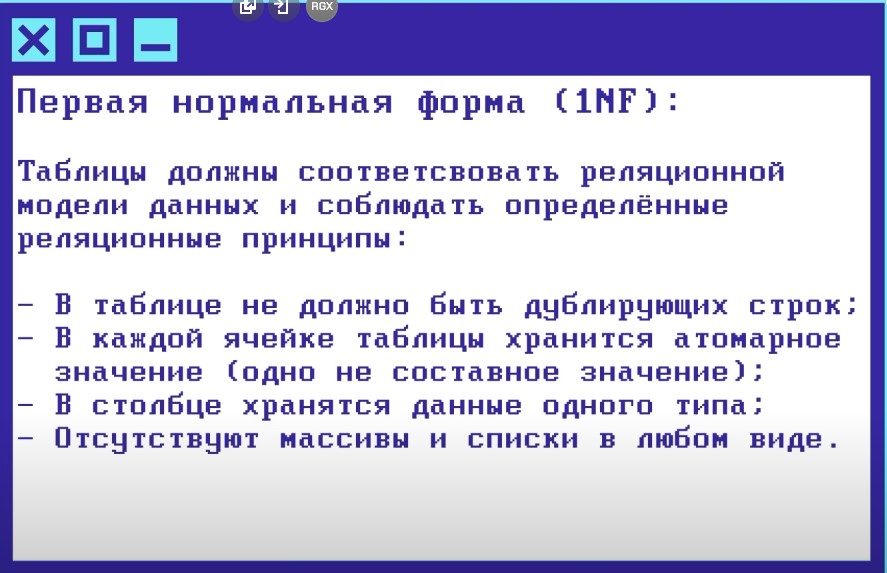 RGX
Первая нормальная форма (1NF):
Таблицы должны соответсвовать реляционной
модели данных и соблюдать определённые
реляционные принципы:
- В таблице не должно быть дублирующих строк;
- В каждой ячейке таблицы хранится атомарное
значение (одно не составное значение);
- В столбце хранятся данные одного типа;
- Отсутствуют массивы и списки в любом виде.